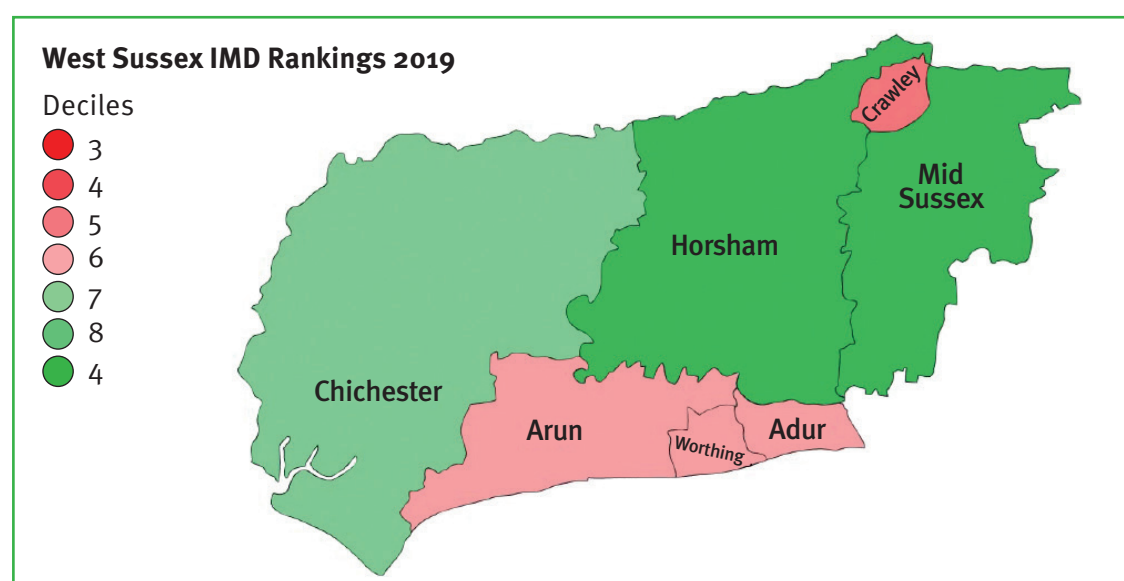 West Sussex IMD Rankings 2019
Deciles
3
4
5
6
7
8
4
Crawley
Mid
Sussex
Horsham
Chichester
Arun
Worthing
Adur